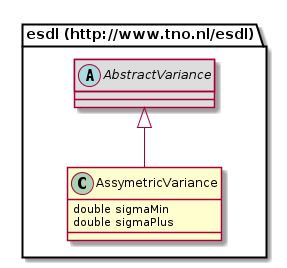 esdl (http://www.tno.nl/esdl)
A AbstractVariance
C AssymetricVariance
double sigmaMin
double sigmaPlus